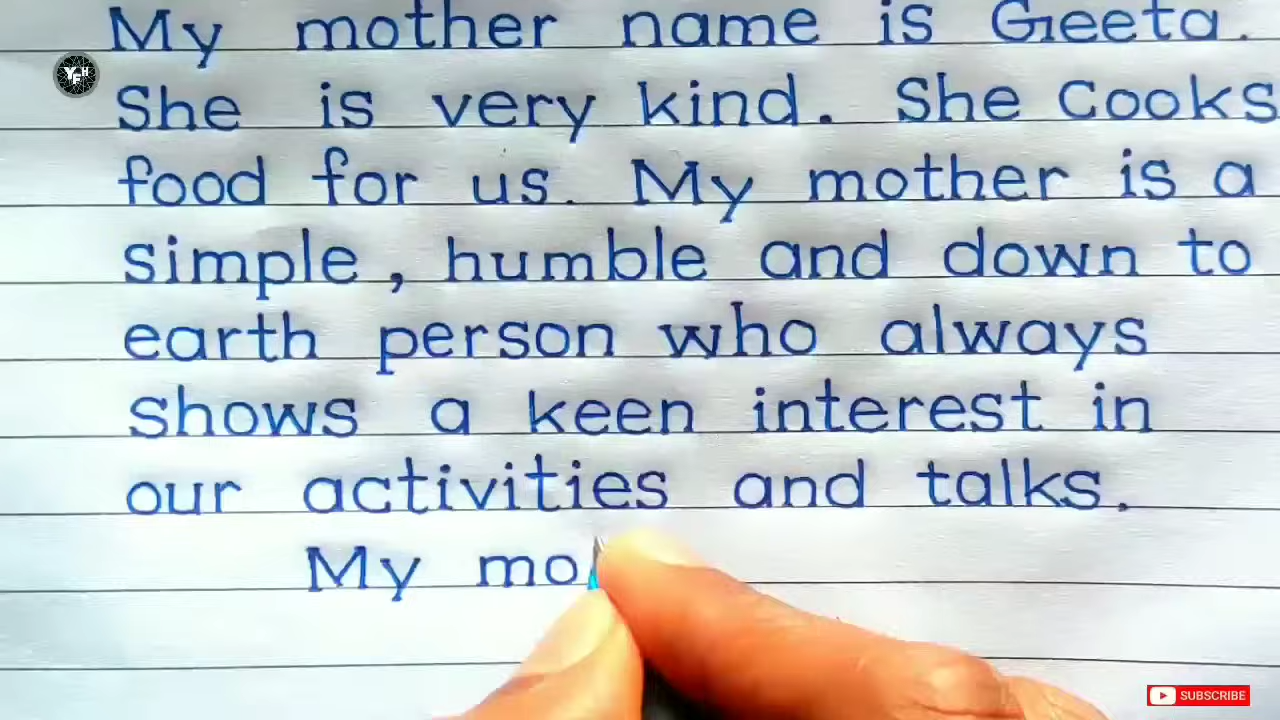 My mother name is Geeta.
She is very kind. She Cooks
food for us. My mother is a
simple, humble and down to
earth person who always
shows a keen interest in
our activities and talks.
My mo
YFH
SUBSCRIBE